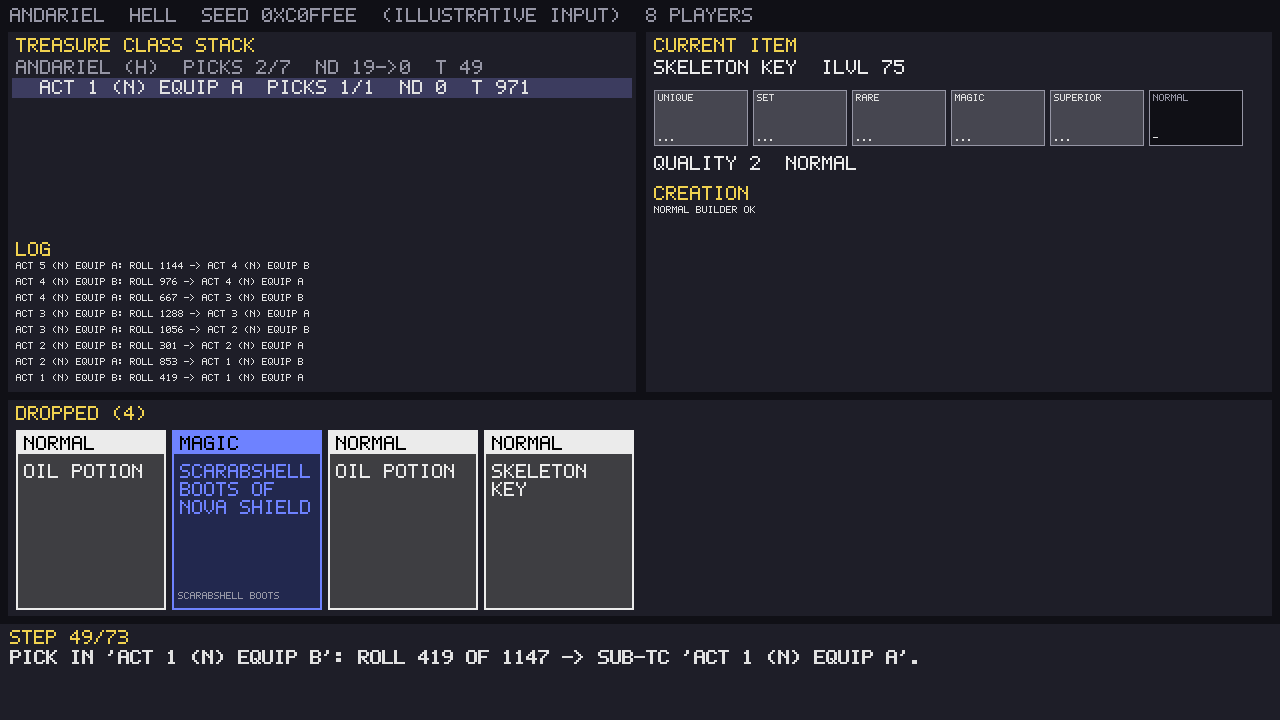 ANDARIEL HELL SEED 0XC0FFEE (ILLUSTRATIVE INPUT) 8 PLAYERS
TREASURE CLASS STACK
ANDARIEL (H) PICKS 2/7 ND 19->0 T 49
ACT 1 (N) EQUIP A PICKS 1/1 ND 0 T 971
LOG
ACT 5 (N) EQUIP A: ROLL 1144 -> ACT 4 (N) EQUIP B
ACT 4 (N) EQUIP B: ROLL 976 -> ACT 4 (N) EQUIP A
ACT 4 (N) EQUIP A: ROLL 667 -> ACT 3 (N) EQUIP B
ACT 3 (N) EQUIP B: ROLL 1288 -> ACT 3 (N) EQUIP A
ACT 3 (N) EQUIP A: ROLL 1056 -> ACT 2 (N) EQUIP B
ACT 2 (N) EQUIP B: ROLL 301 -> ACT 2 (N) EQUIP A
ACT 2 (N) EQUIP A: ROLL 853 -> ACT 1 (N) EQUIP B
ACT 1 (N) EQUIP B: ROLL 419 -> ACT 1 (N) EQUIP A
CURRENT ITEM
SKELETON KEY ILVL 75
UNIQUE SET RARE MAGIC SUPERIOR NORMAL
... ... ... ... ... _
QUALITY 2 NORMAL
CREATION
NORMAL BUILDER OK
DROPPED (4)
NORMAL
OIL POTION
MAGIC
SCARABSHELL
BOOTS OF
NOVA SHIELD
SCARABSHELL BOOTS
NORMAL
OIL POTION
NORMAL
SKELETON
KEY
STEP 49/73
PICK IN 'ACT 1 (N) EQUIP B': ROLL 419 OF 1147 -> SUB-TC 'ACT 1 (N) EQUIP A'.